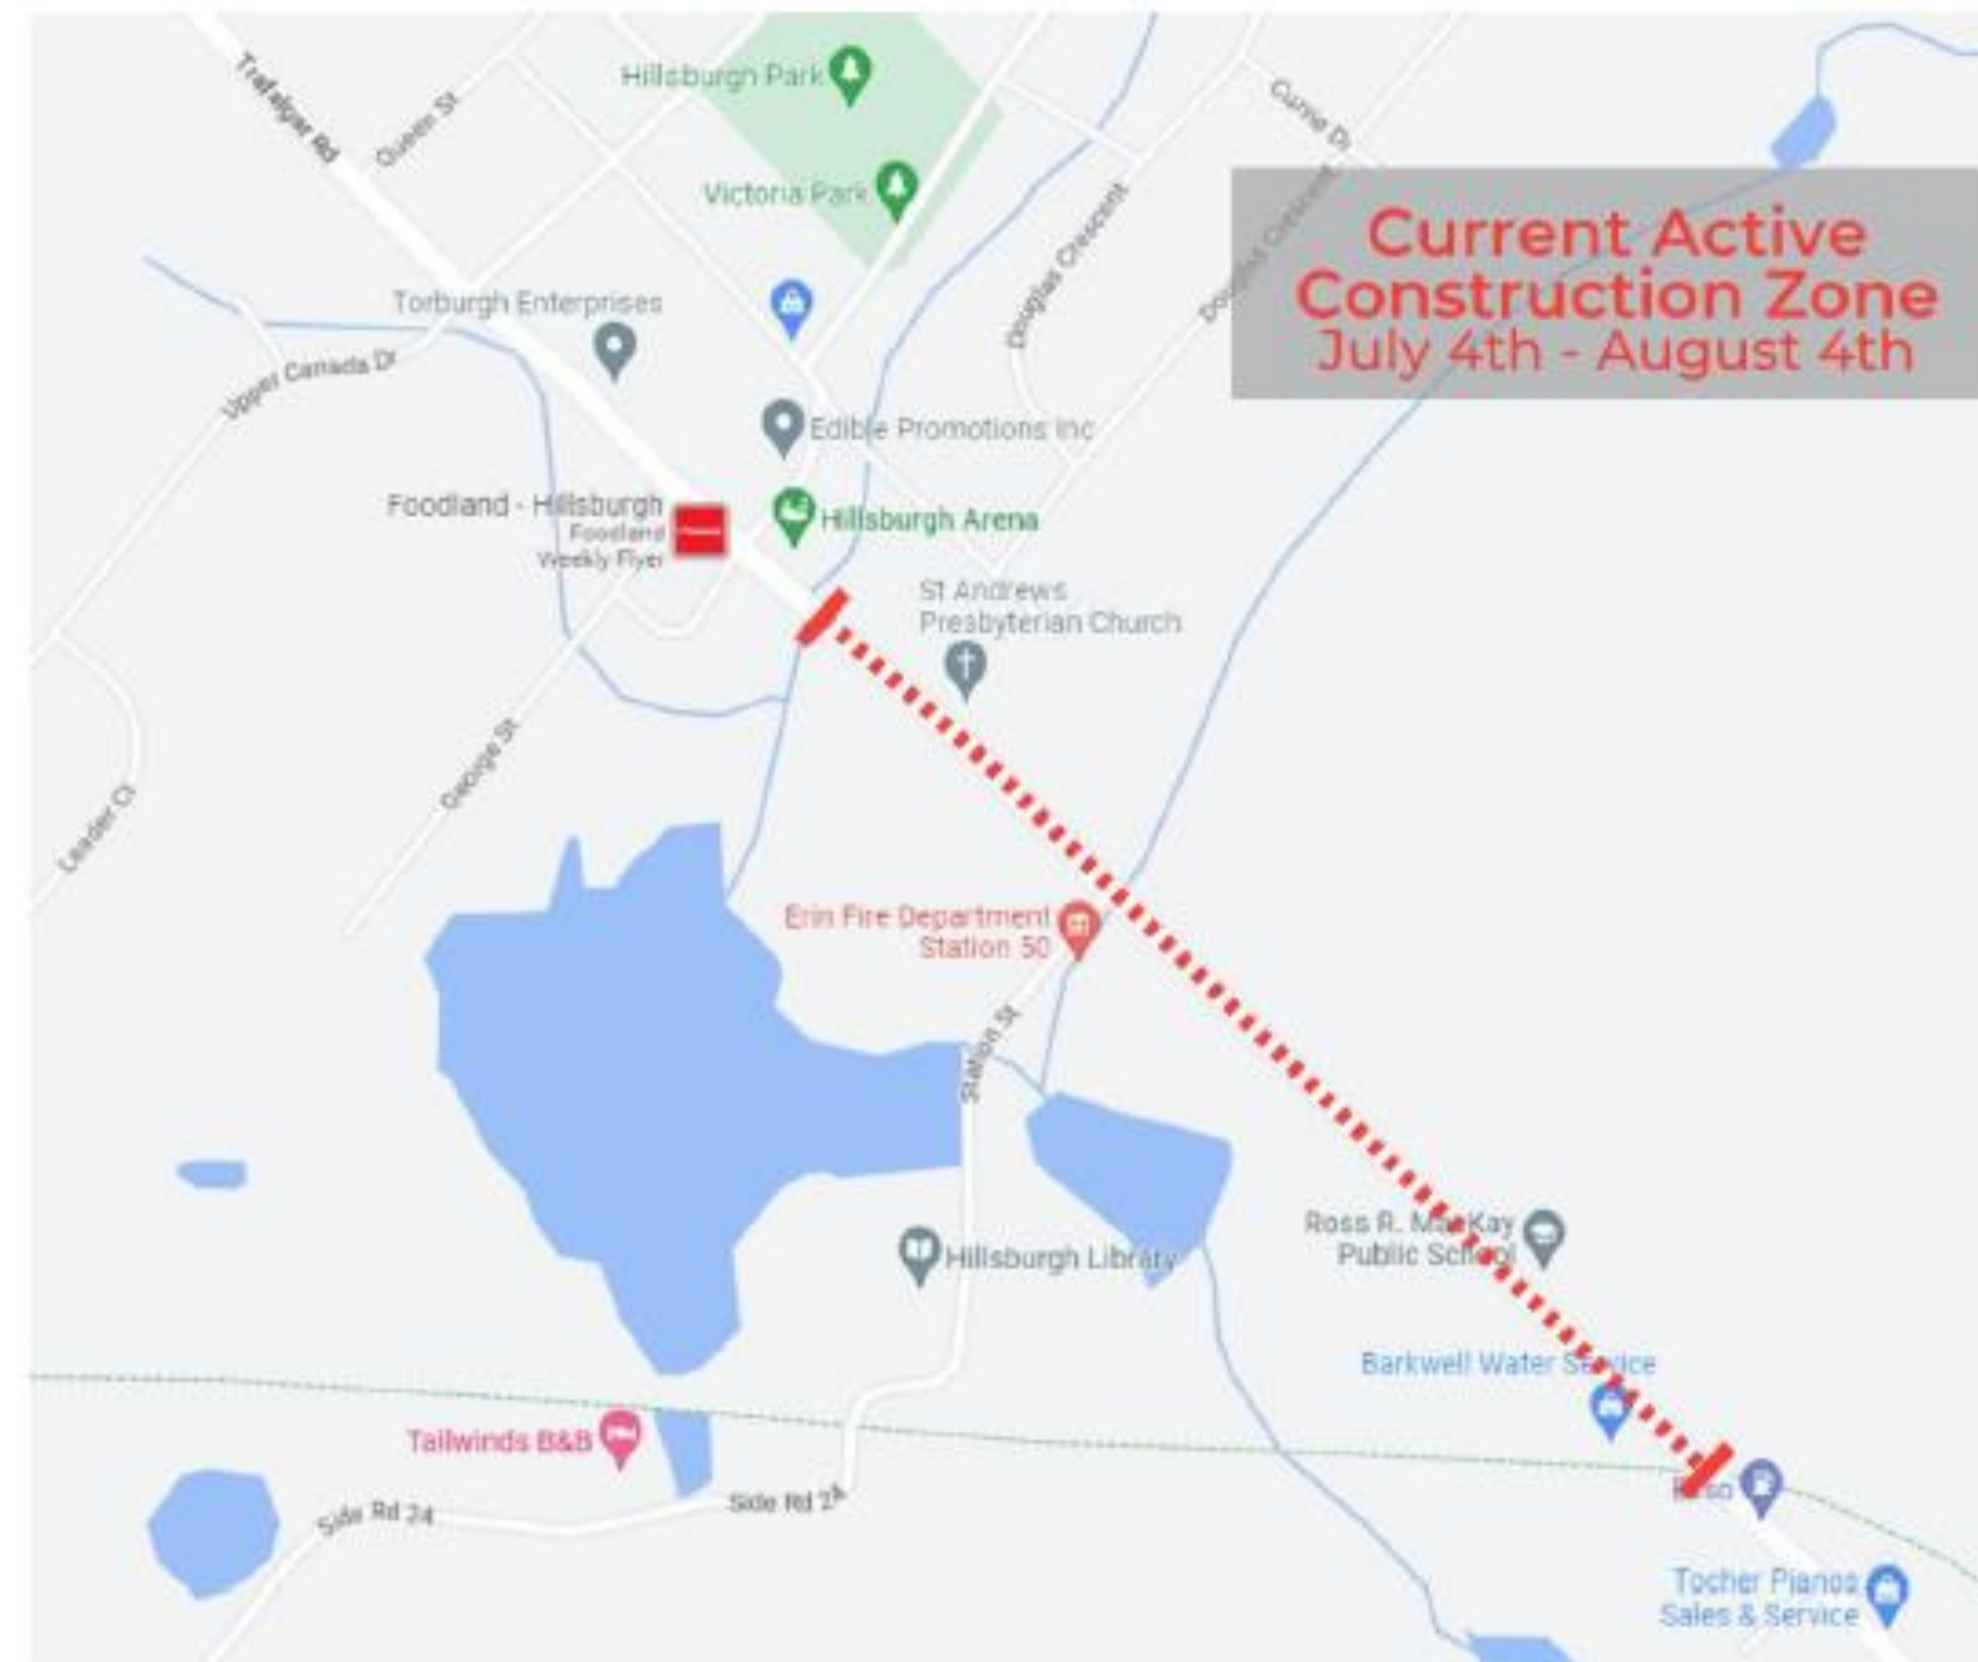 Trafalgar Rd
Queen St
Hillsburgh Park
Victoria Park
Currie Dr
Douglas Crescent
Douglas Crescent
Current Active
Construction Zone
July 4th - August 4th
Torburgh Enterprises
Upper Canada Dr
Edible Promotions Inc
Foodland - Hillsburgh
Foodland
Weekly Flyer
Hillsburgh Arena
St Andrews
Presbyterian Church
George St
Leader Ct
Erin Fire Department
Station 50
Station St
Ross R. MacKay
Public School
Hillsburgh Library
Barkwell Water Service
Tailwinds B&B
Esso
Side Rd 24
Side Rd 24
Tocher Pianos
Sales & Service